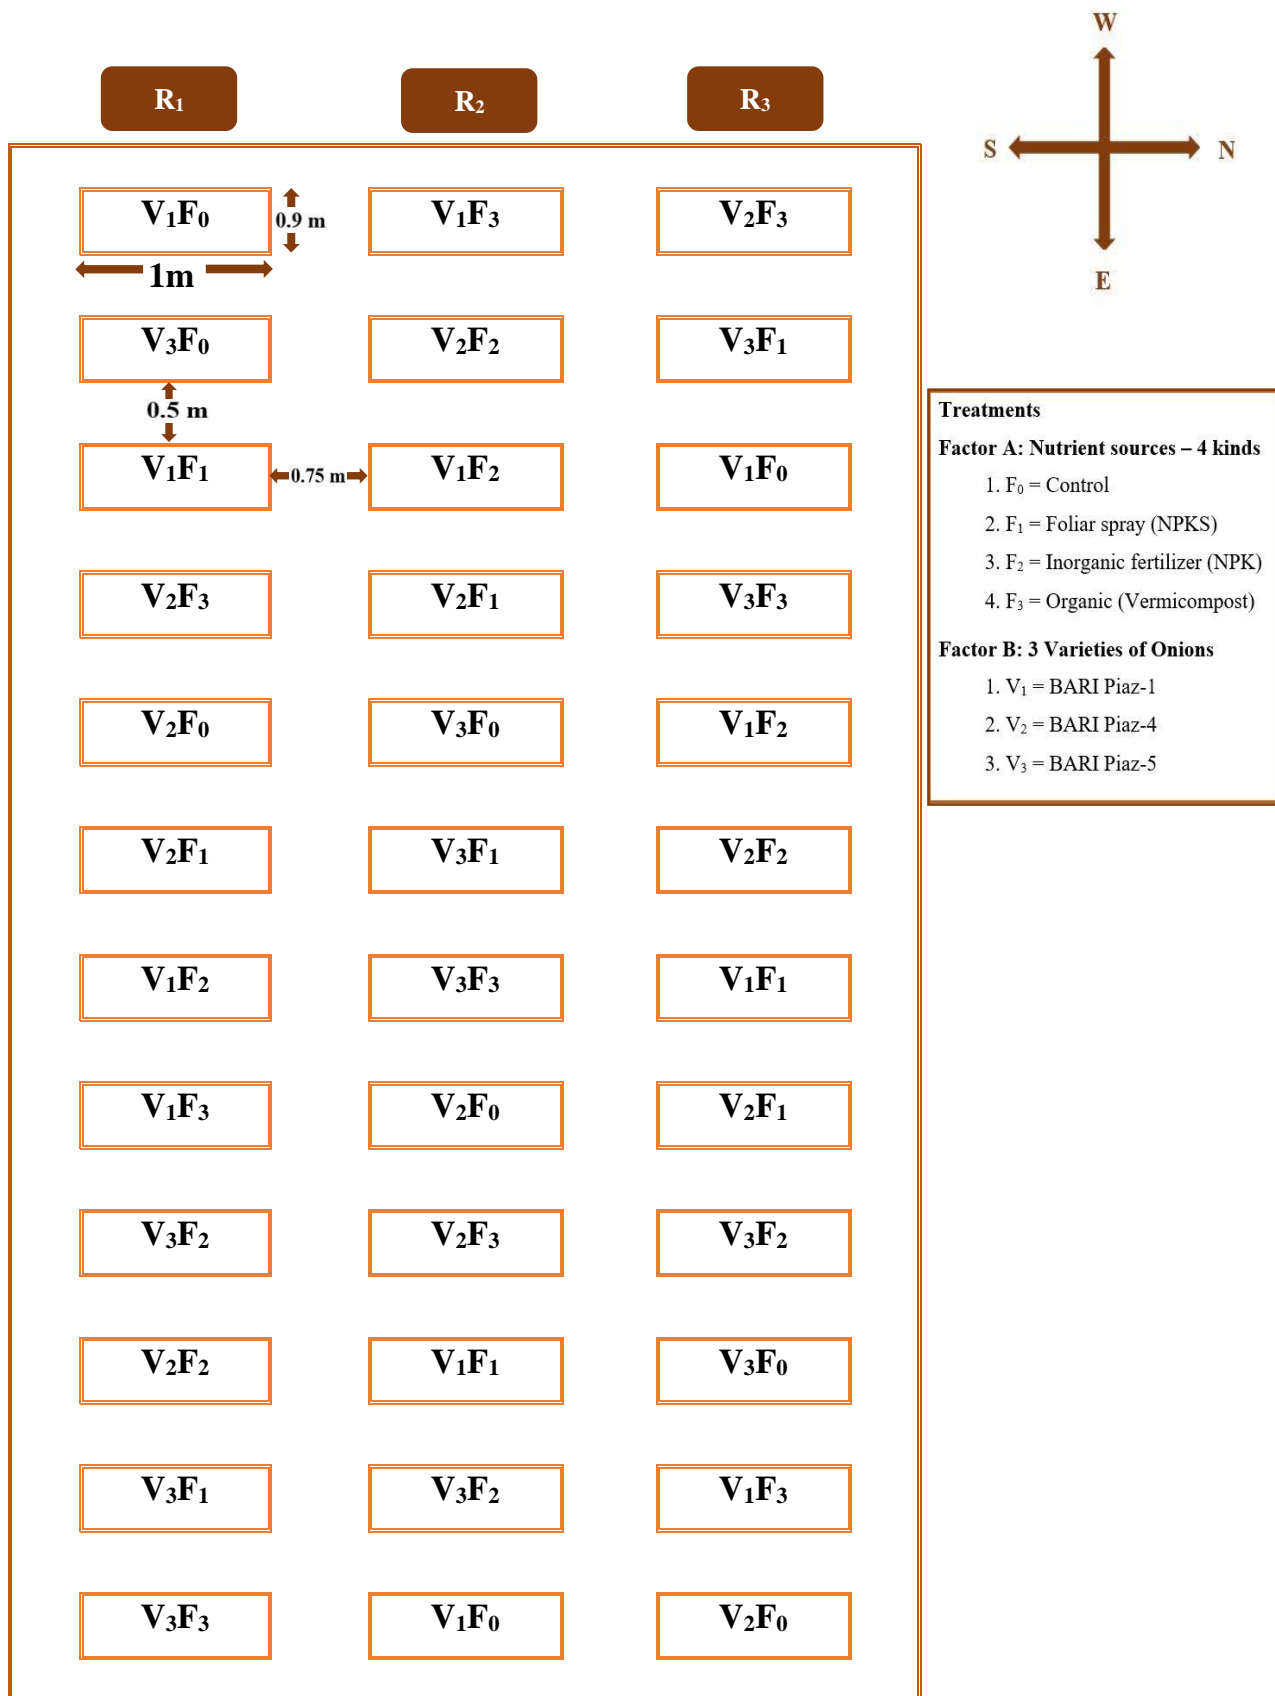 W
R₁ R₂ R₃
S N
V₁F₀ 0.9 m V₁F₃ V₂F₃
1m
E
V₃F₀ V₂F₂ V₃F₁
0.5 m
V₁F₁ 0.75 m V₁F₂ V₁F₀
V₂F₃ V₂F₁ V₃F₃
V₂F₀ V₃F₀ V₁F₂
V₂F₁ V₃F₁ V₂F₂
V₁F₂ V₃F₃ V₁F₁
V₁F₃ V₂F₀ V₂F₁
V₃F₂ V₂F₃ V₃F₂
V₂F₂ V₁F₁ V₃F₀
V₃F₁ V₃F₂ V₁F₃
V₃F₃ V₁F₀ V₂F₀
Treatments
Factor A: Nutrient sources – 4 kinds
1. F₀ = Control
2. F₁ = Foliar spray (NPKS)
3. F₂ = Inorganic fertilizer (NPK)
4. F₃ = Organic (Vermicompost)
Factor B: 3 Varieties of Onions
1. V₁ = BARI Piaz-1
2. V₂ = BARI Piaz-4
3. V₃ = BARI Piaz-5